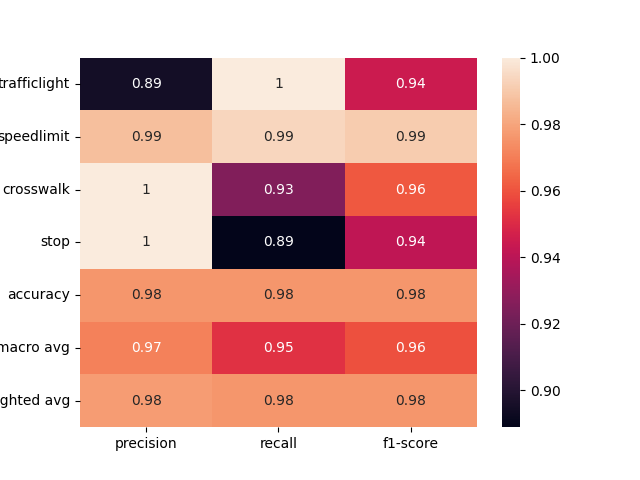 trafficlight 0.89 1 0.94
speedlimit 0.99 0.99 0.99
crosswalk 1 0.93 0.96
stop 1 0.89 0.94
accuracy 0.98 0.98 0.98
macro avg 0.97 0.95 0.96
ghted avg 0.98 0.98 0.98
precision recall f1-score
1.00
0.98
0.96
0.94
0.92
0.90